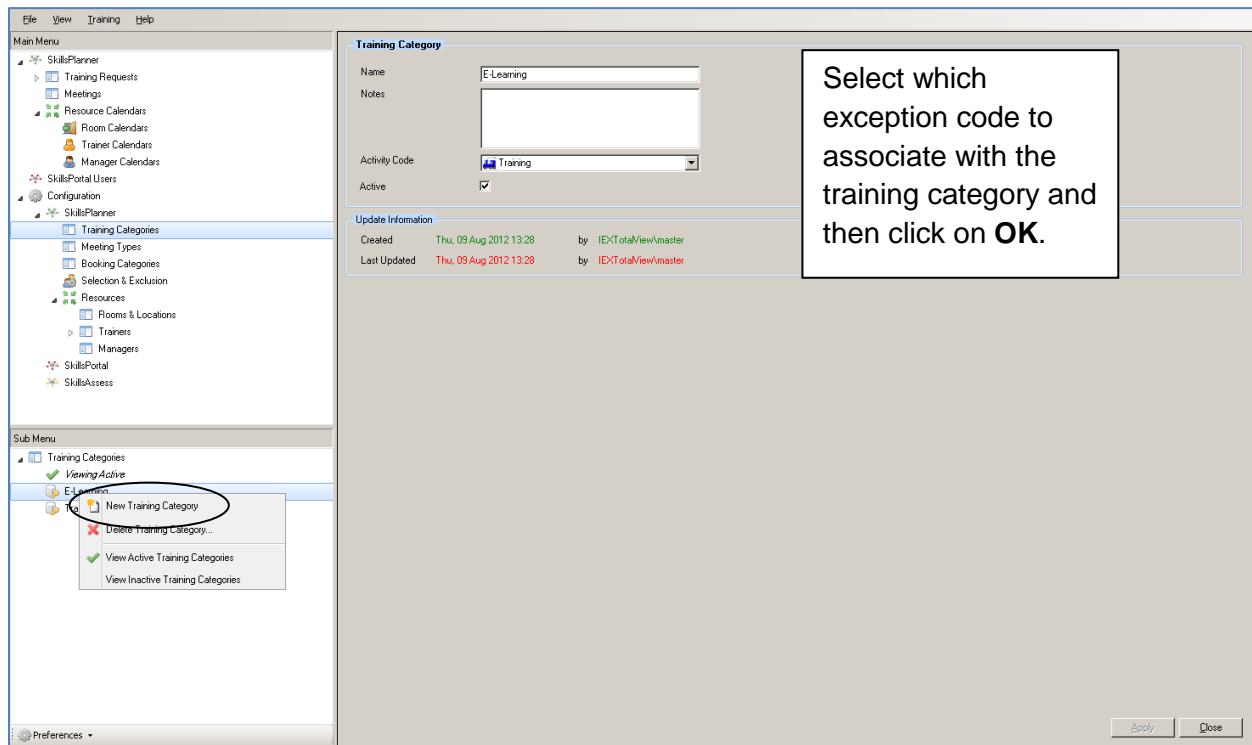 File View Training Help
Main Menu
SkillsPlanner
Training Requests
Meetings
Resource Calendars
Room Calendars
Trainer Calendars
Manager Calendars
SkillsPortal Users
Configuration
SkillsPlanner
Training Categories
Meeting Types
Booking Categories
Selection & Exclusion
Resources
Rooms & Locations
Trainers
Managers
SkillsPortal
SkillsAssess
Sub Menu
Training Categories
Viewing Active
E-Learning
Tra
New Training Category
Delete Training Category...
View Active Training Categories
View Inactive Training Categories
Preferences
Training Category
Name E-Learning
Notes
Activity Code Training
Active
Update Information
Created Thu, 09 Aug 2012 13:28 by IEXTotalView\master
Last Updated Thu, 09 Aug 2012 13:28 by IEXTotalView\master
Select which
exception code to
associate with the
training category and
then click on OK.
Apply Close